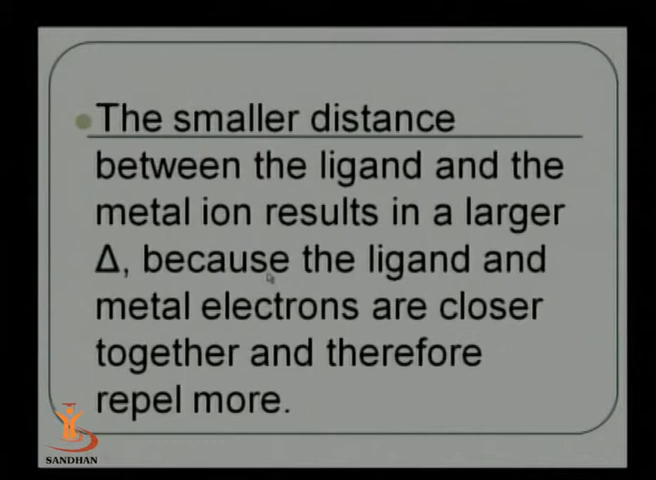 The smaller distance
between the ligand and the
metal ion results in a larger
Δ, because the ligand and
metal electrons are closer
together and therefore
repel more.
SANDHAN